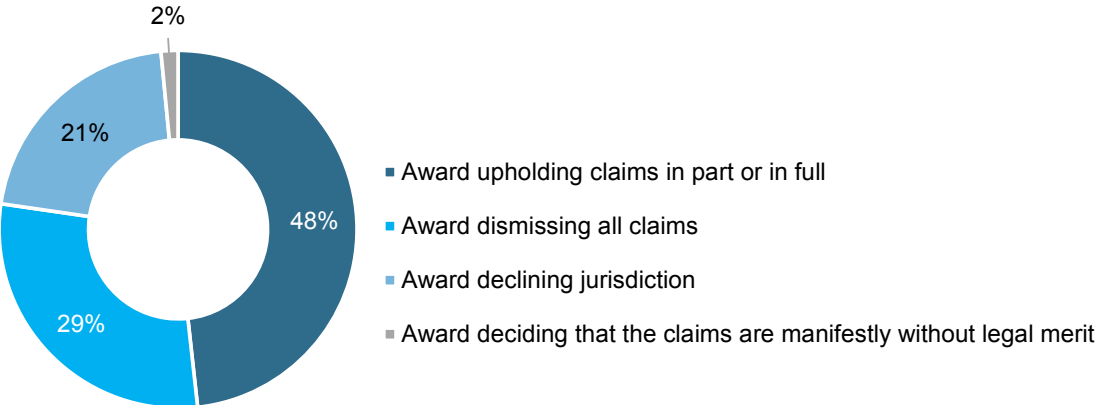 2%
21%
48%
29%
Award upholding claims in part or in full
Award dismissing all claims
Award declining jurisdiction
Award deciding that the claims are manifestly without legal merit